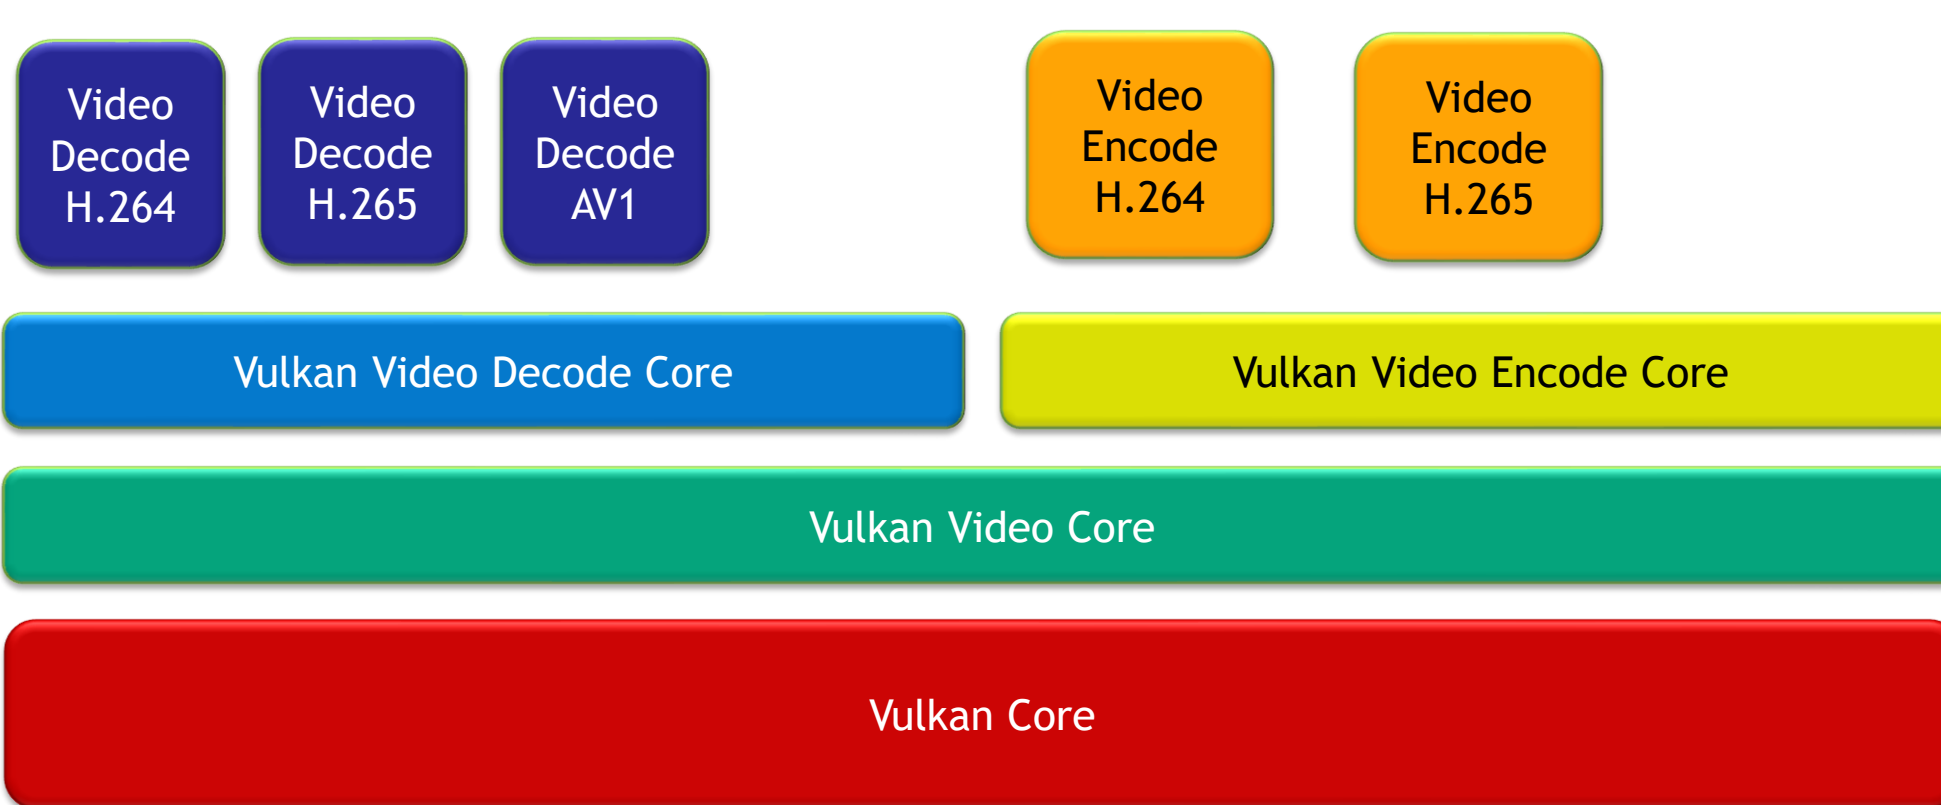 Video
Decode
H.264
Video
Decode
H.265
Video
Decode
AV1
Video
Encode
H.264
Video
Encode
H.265
Vulkan Video Decode Core
Vulkan Video Encode Core
Vulkan Video Core
Vulkan Core